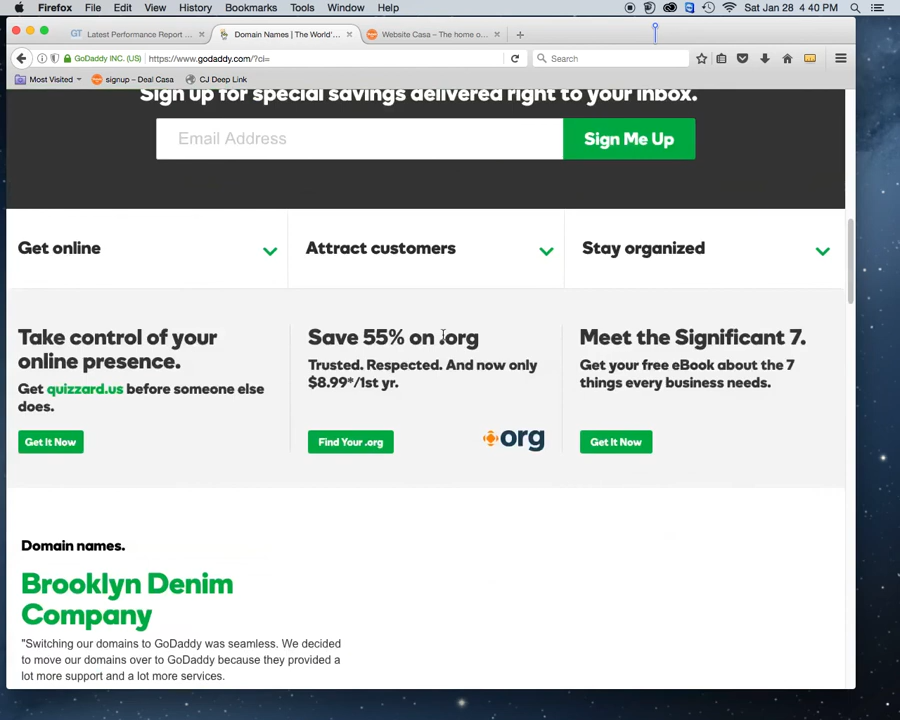 Firefox File Edit View History Bookmarks Tools Window Help Sat Jan 28 4:40 PM
GT Latest Performance Report ... Domain Names | The World'... Website Casa – The home o...
GoDaddy INC. (US) https://www.godaddy.com/?ci= Search
Most Visited signup – Deal Casa CJ Deep Link
Sign up for special savings delivered right to your inbox.
Email Address Sign Me Up
Get online Attract customers Stay organized
Take control of your
online presence.
Get quizzard.us before someone else
does.
Get It Now
Save 55% on .org
Trusted. Respected. And now only
$8.99*/1st yr.
Find Your .org
org
Meet the Significant 7.
Get your free eBook about the 7
things every business needs.
Get It Now
Domain names.
Brooklyn Denim
Company
"Switching our domains to GoDaddy was seamless. We decided
to move our domains over to GoDaddy because they provided a
lot more support and a lot more services.